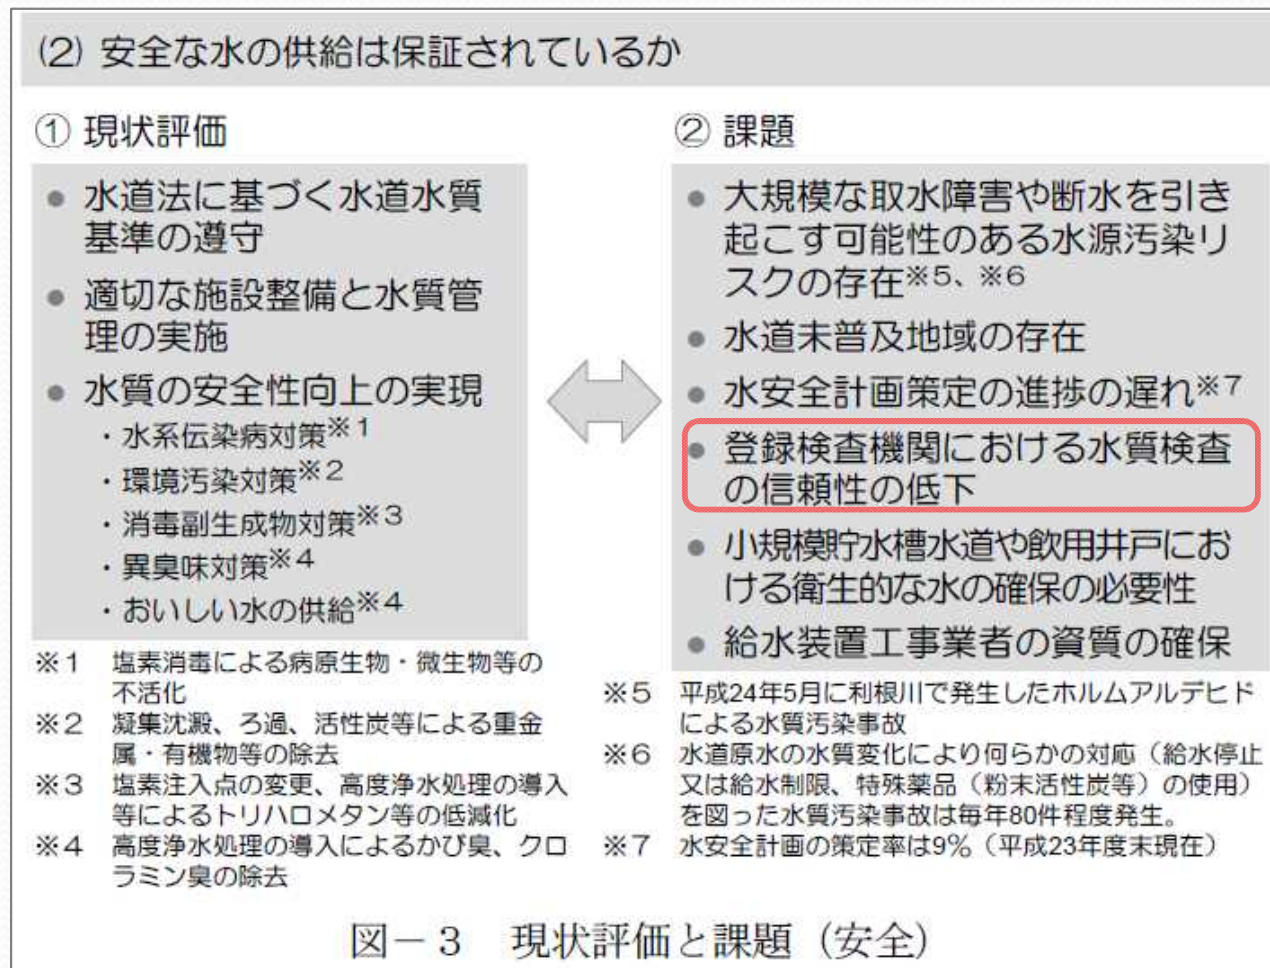 (2) 安全な水の供給は保証されているか
① 現状評価
● 水道法に基づく水道水質
基準の遵守
● 適切な施設整備と水質管
理の実施
● 水質の安全性向上の実現
・水系伝染病対策※1
・環境汚染対策※2
・消毒副生成物対策※3
・異臭味対策※4
・おいしい水の供給※4
※1 塩素消毒による病原生物・微生物等の
不活化
※2 凝集沈澱、ろ過、活性炭等による重金
属・有機物等の除去
※3 塩素注入点の変更、高度浄水処理の導入
等によるトリハロメタン等の低減化
※4 高度浄水処理の導入によるかび臭、クロ
ラミン臭の除去
② 課題
● 大規模な取水障害や断水を引き
起こす可能性のある水源汚染リ
スクの存在※5、※6
● 水道未普及地域の存在
● 水安全計画策定の進捗の遅れ※7
● 登録検査機関における水質検査
の信頼性の低下
● 小規模貯水槽水道や飲用井戸にお
ける衛生的な水の確保の必要性
● 給水装置工事業者の資質の確保
※5 平成24年5月に利根川で発生したホルムアルデヒド
による水質汚染事故
※6 水道原水の水質変化により何らかの対応（給水停止
又は給水制限、特殊薬品（粉末活性炭等）の使用）
を図った水質汚染事故は毎年80件程度発生。
※7 水安全計画の策定率は9%（平成23年度末現在）
図－3 現状評価と課題（安全）